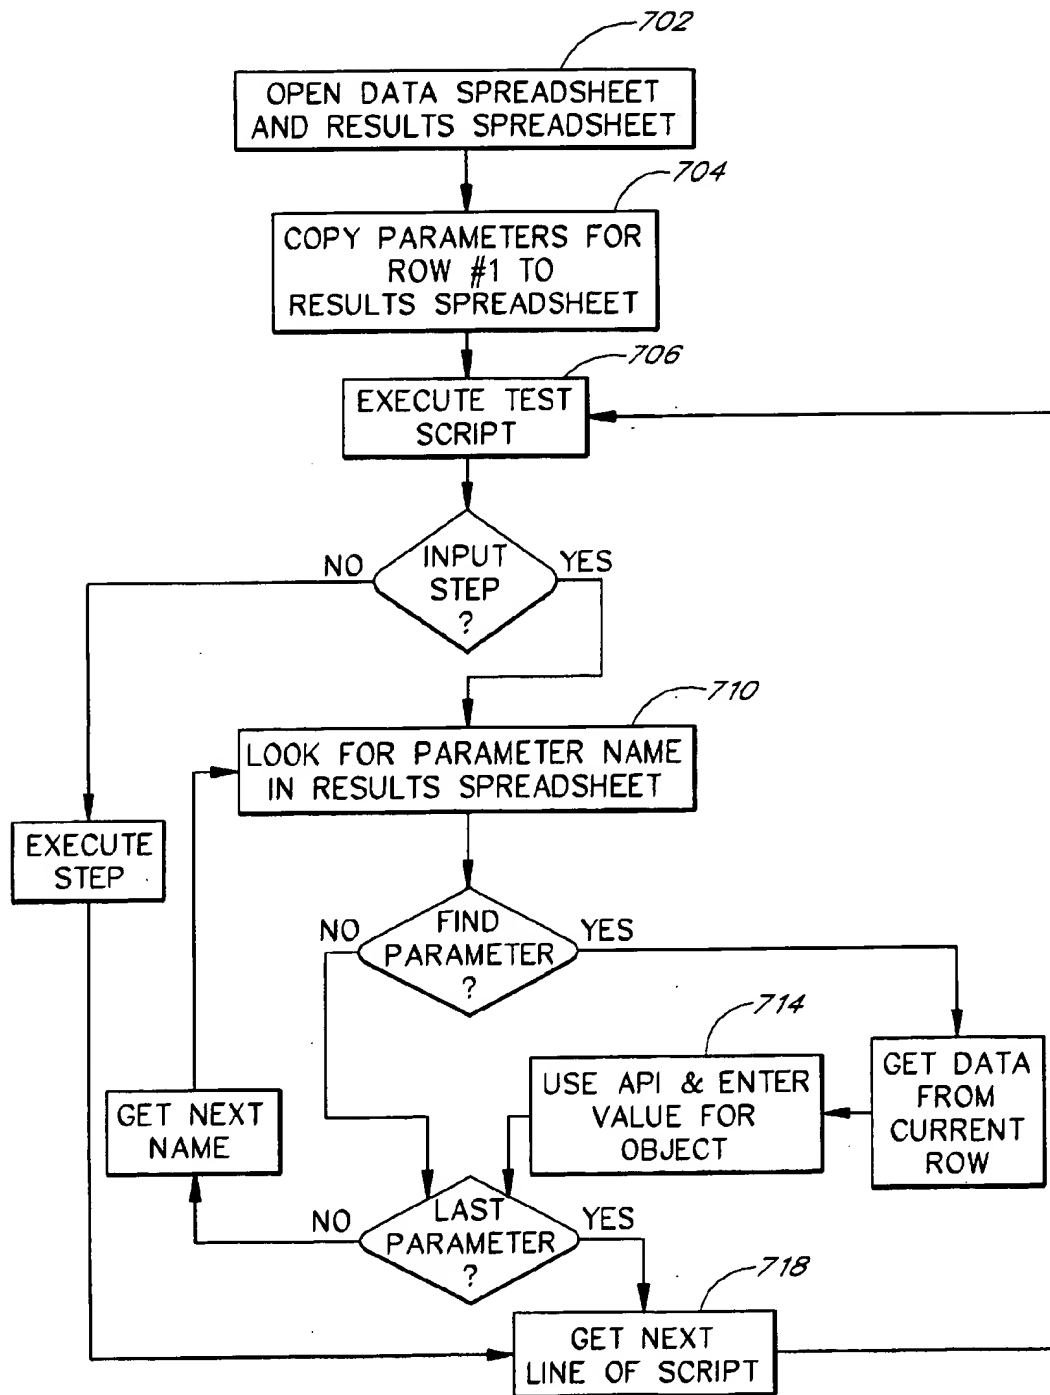 702
OPEN DATA SPREADSHEET
AND RESULTS SPREADSHEET
704
COPY PARAMETERS FOR
ROW #1 TO
RESULTS SPREADSHEET
706
EXECUTE TEST
SCRIPT
NO
INPUT
STEP
?
YES
710
LOOK FOR PARAMETER NAME
IN RESULTS SPREADSHEET
EXECUTE
STEP
NO
FIND
PARAMETER
?
YES
714
USE API & ENTER
VALUE FOR
OBJECT
GET DATA
FROM
CURRENT
ROW
GET NEXT
NAME
NO
LAST
PARAMETER
?
YES
718
GET NEXT
LINE OF SCRIPT